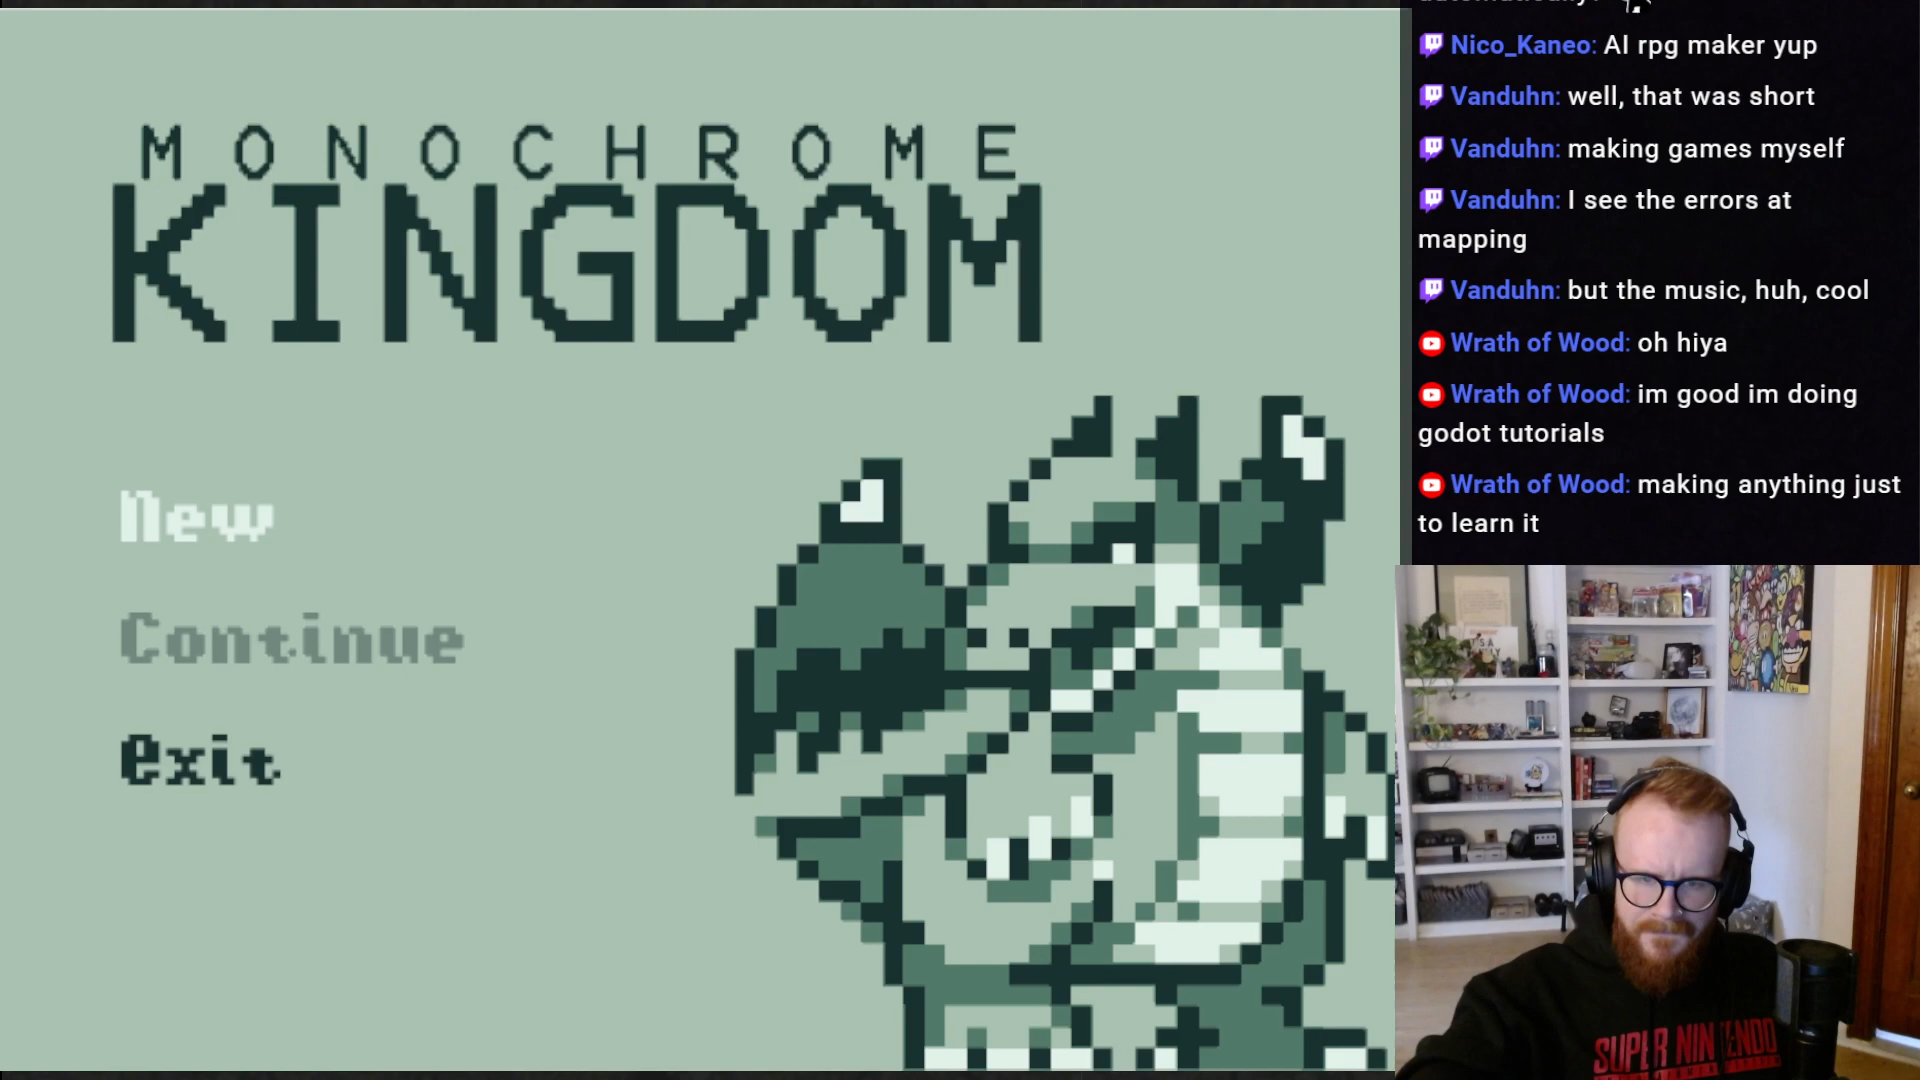 MONOCHROME
KINGDOM
New
Continue
Exit
Nico_Kaneo: AI rpg maker yup
Vanduhn: well, that was short
Vanduhn: making games myself
Vanduhn: I see the errors at
mapping
Vanduhn: but the music, huh, cool
Wrath of Wood: oh hiya
Wrath of Wood: im good im doing
godot tutorials
Wrath of Wood: making anything just
to learn it
SUPER NINTENDO